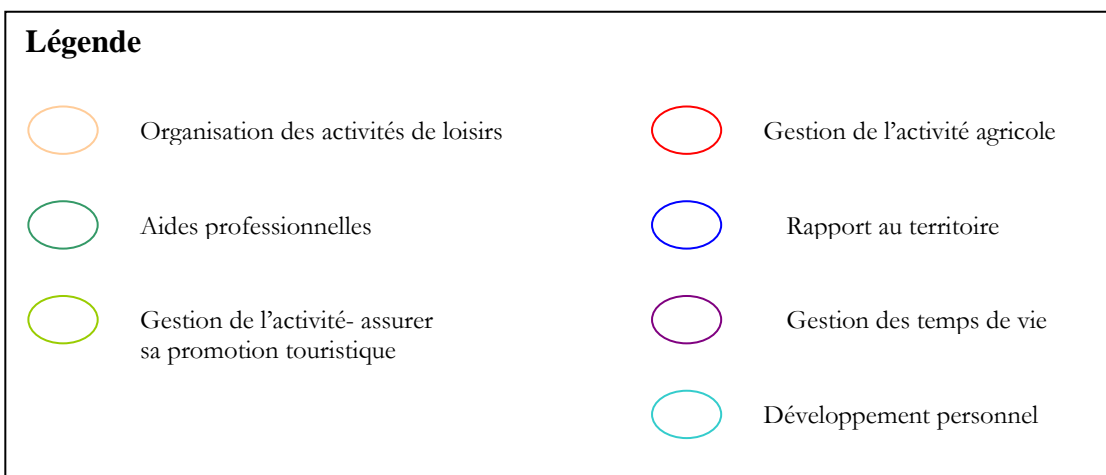 Légende
Organisation des activités de loisirs
Gestion de l’activité agricole
Aides professionnelles
Rapport au territoire
Gestion de l’activité- assurer
sa promotion touristique
Gestion des temps de vie
Développement personnel